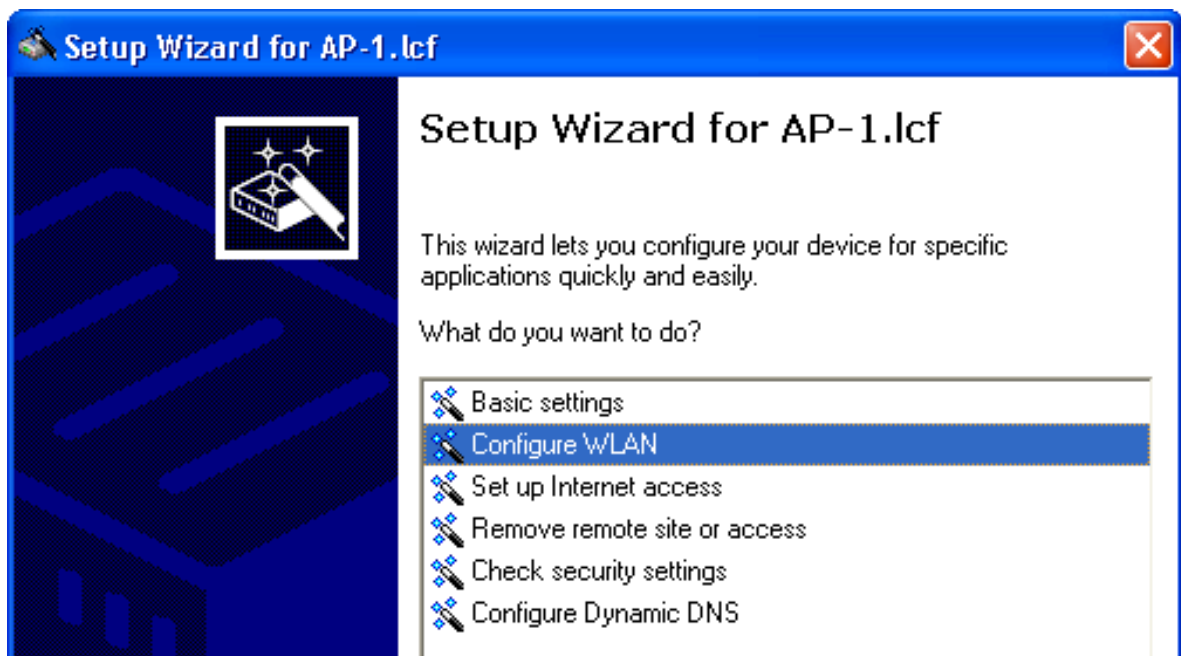 Setup Wizard for AP-1.lcf
Setup Wizard for AP-1.lcf
This wizard lets you configure your device for specific
applications quickly and easily.
What do you want to do?
Basic settings
Configure WLAN
Set up Internet access
Remove remote site or access
Check security settings
Configure Dynamic DNS